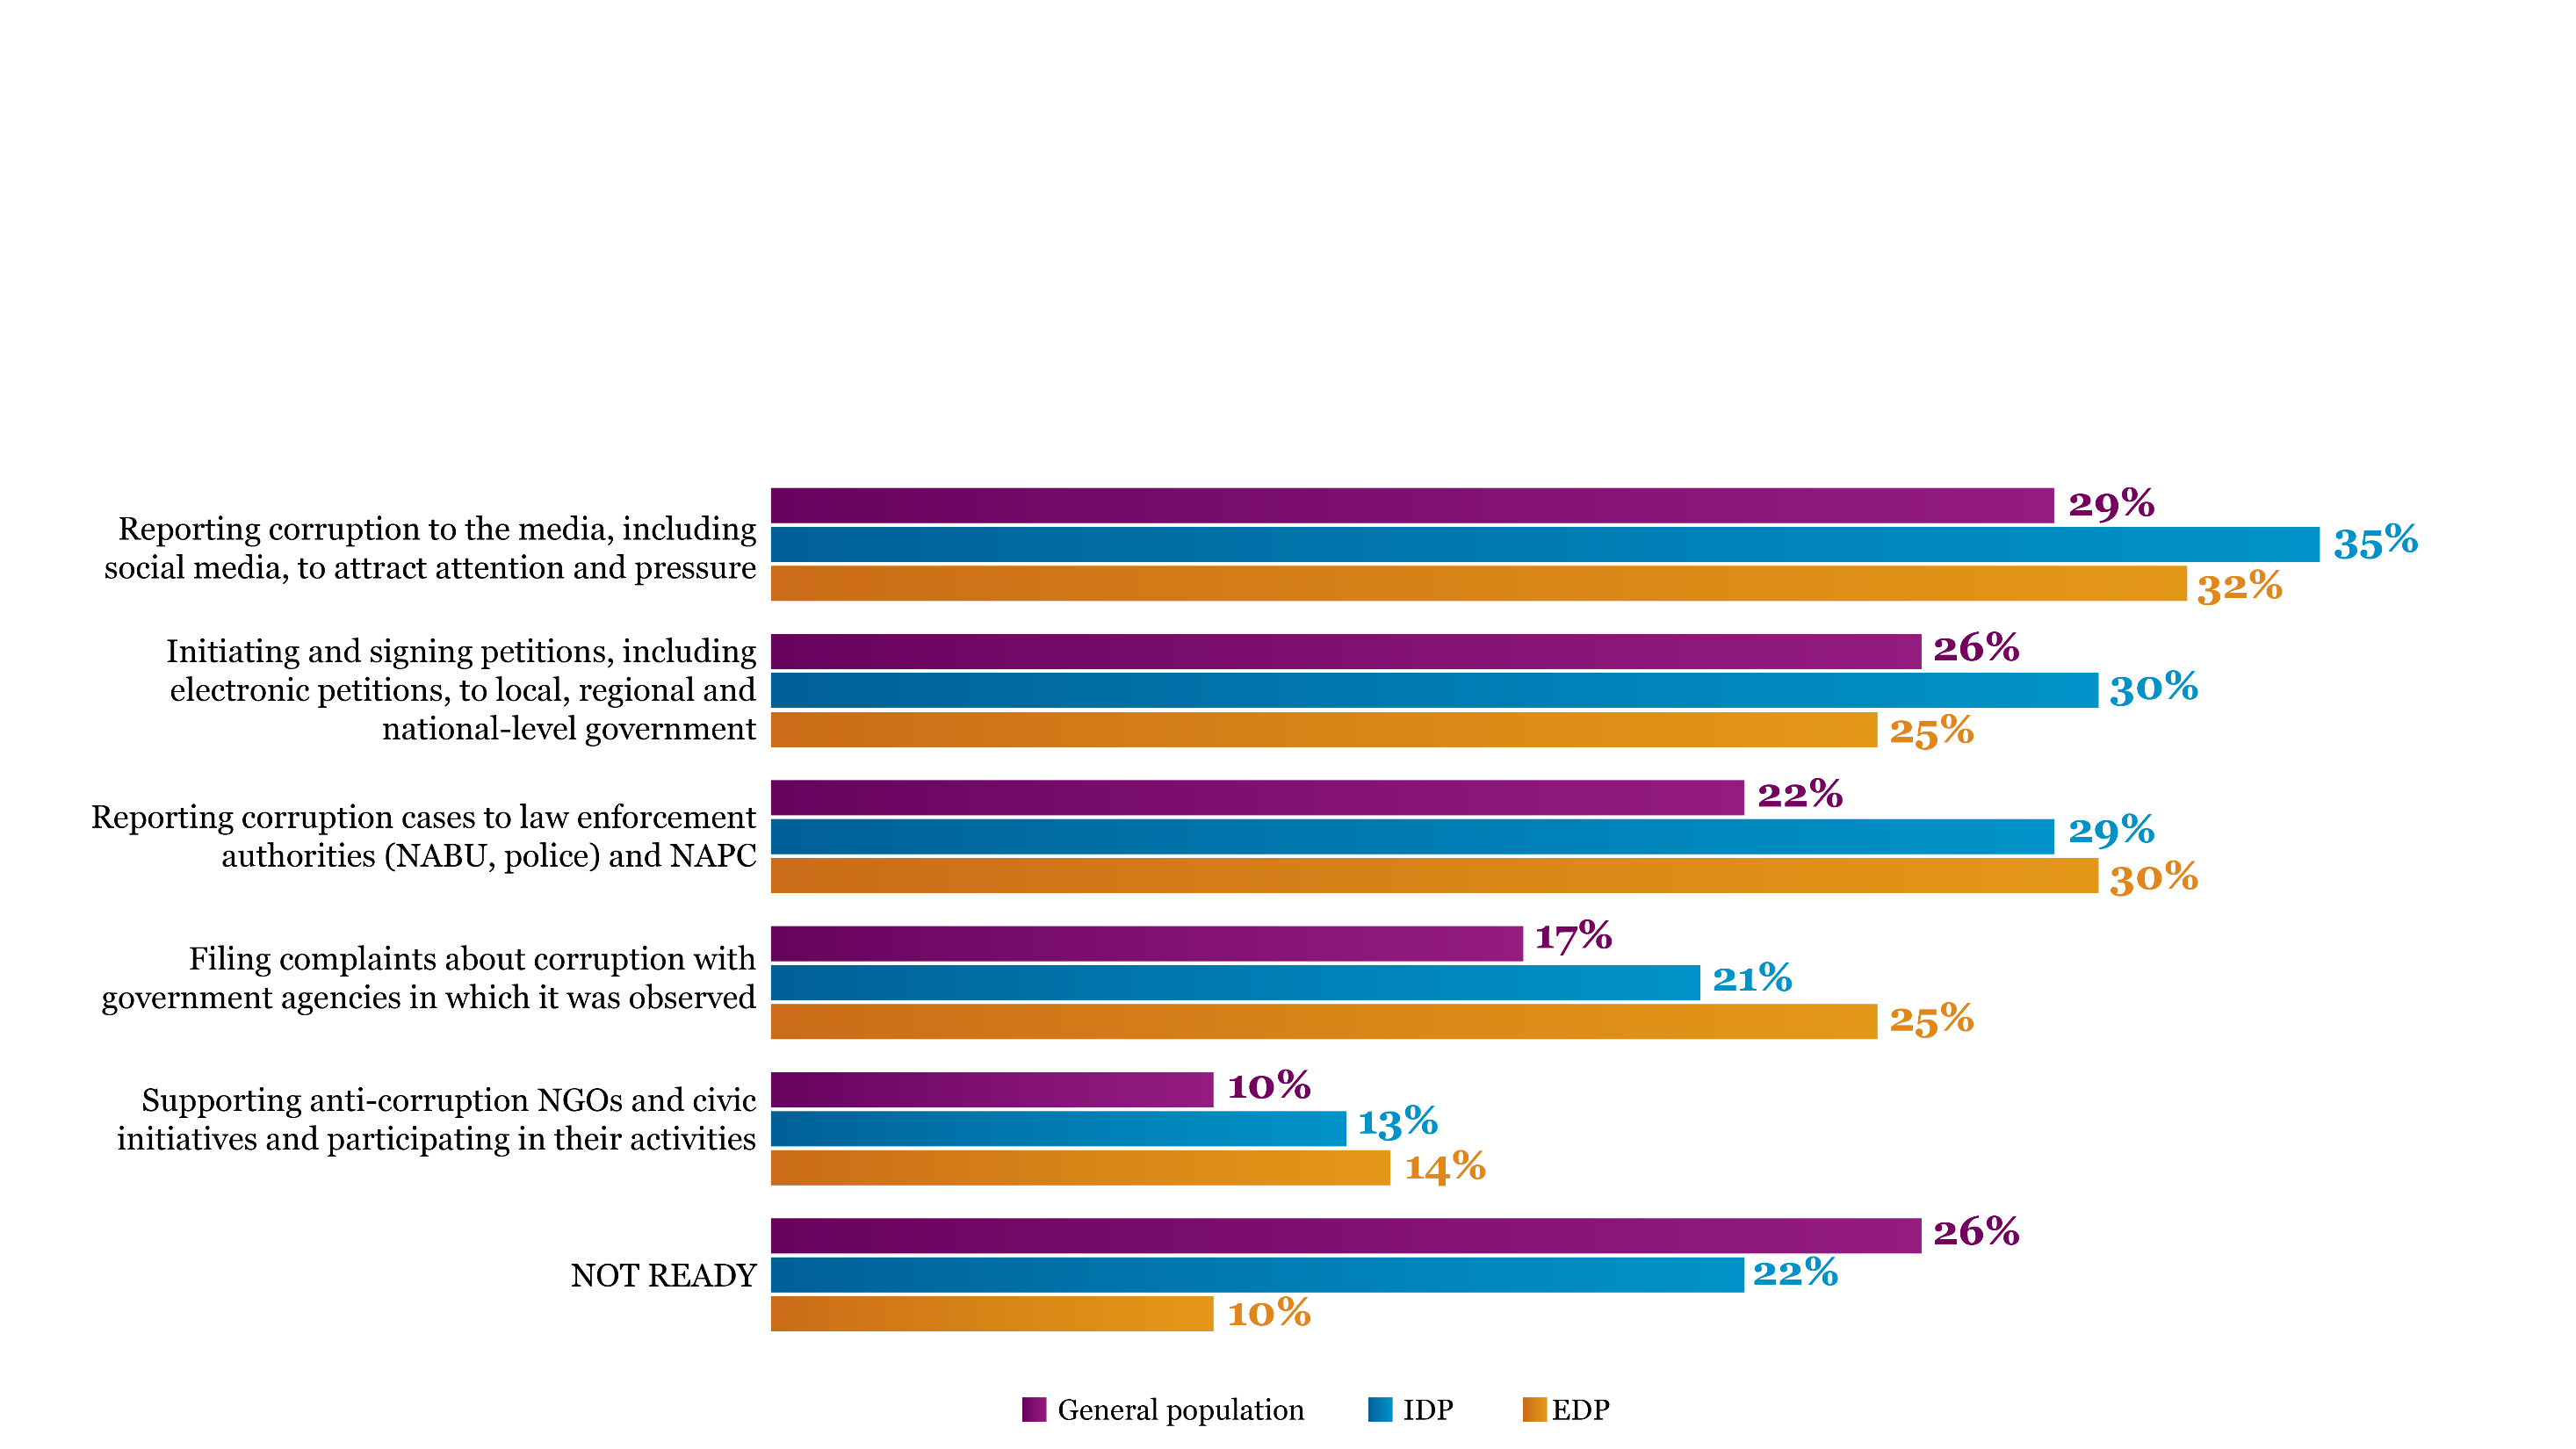 Reporting corruption to the media, including
social media, to attract attention and pressure
29%
35%
32%
Initiating and signing petitions, including
electronic petitions, to local, regional and
national-level government
26%
30%
25%
Reporting corruption cases to law enforcement
authorities (NABU, police) and NAPC
22%
29%
30%
Filing complaints about corruption with
government agencies in which it was observed
17%
21%
25%
Supporting anti-corruption NGOs and civic
initiatives and participating in their activities
10%
13%
14%
NOT READY
26%
22%
10%
General population IDP EDP